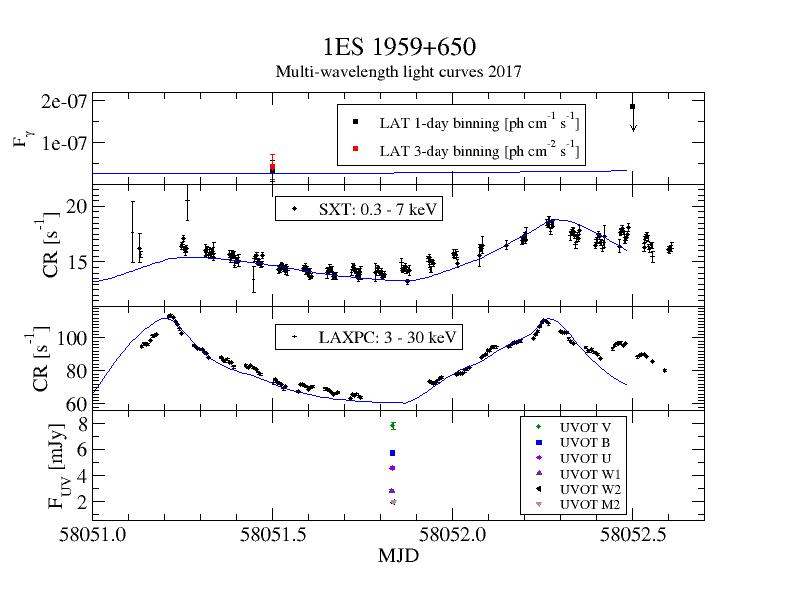 1ES 1959+650
Multi-wavelength light curves 2017
2e-07
1e-07
Fγ
LAT 1-day binning [ph cm⁻¹ s⁻¹]
LAT 3-day binning [ph cm⁻² s⁻¹]
20
15
CR [s⁻¹]
SXT: 0.3 - 7 keV
100
80
60
CR [s⁻¹]
LAXPC: 3 - 30 keV
8
6
4
2
F_UV [mJy]
UVOT V
UVOT B
UVOT U
UVOT W1
UVOT W2
UVOT M2
58051.0 58051.5 58052.0 58052.5
MJD